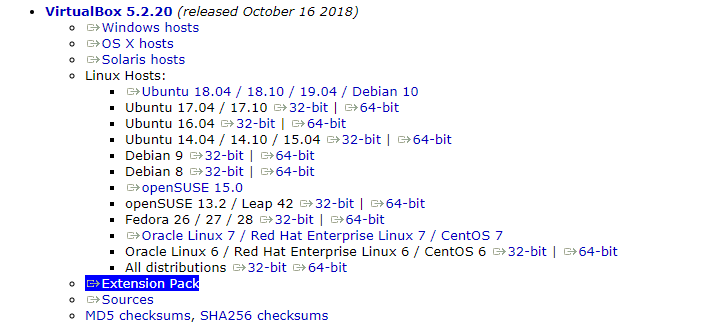 VirtualBox 5.2.20 (released October 16 2018)
Windows hosts
OS X hosts
Solaris hosts
Linux Hosts:
Ubuntu 18.04 / 18.10 / 19.04 / Debian 10
Ubuntu 17.04 / 17.10 32-bit | 64-bit
Ubuntu 16.04 32-bit | 64-bit
Ubuntu 14.04 / 14.10 / 15.04 32-bit | 64-bit
Debian 9 32-bit | 64-bit
Debian 8 32-bit | 64-bit
openSUSE 15.0
openSUSE 13.2 / Leap 42 32-bit | 64-bit
Fedora 26 / 27 / 28 32-bit | 64-bit
Oracle Linux 7 / Red Hat Enterprise Linux 7 / CentOS 7
Oracle Linux 6 / Red Hat Enterprise Linux 6 / CentOS 6 32-bit | 64-bit
All distributions 32-bit 64-bit
Extension Pack
Sources
MD5 checksums, SHA256 checksums